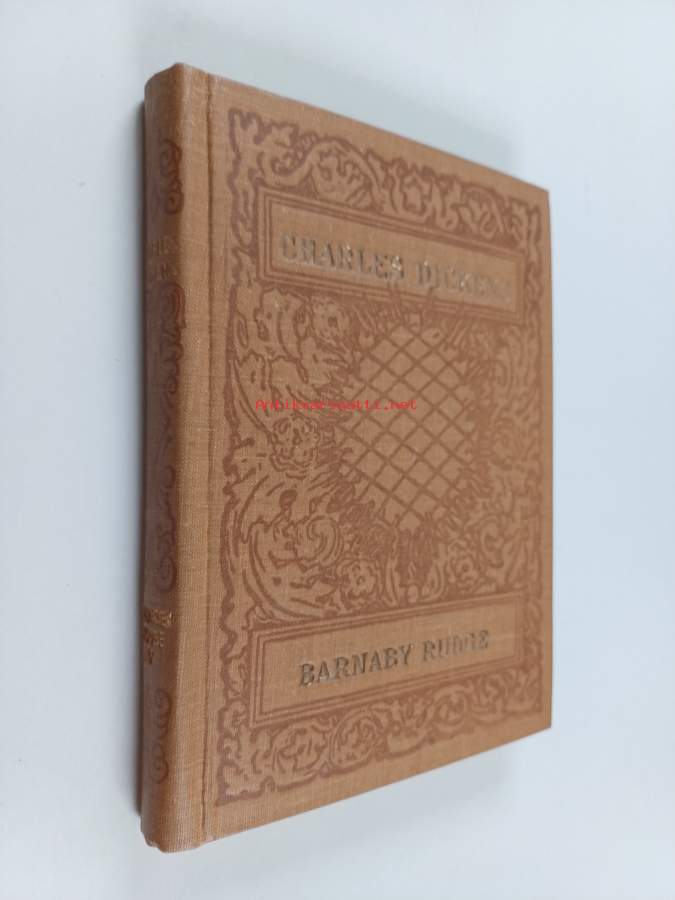 CHARLES DICKENS
Antikvariaatti.net
BARNABY RUDGE